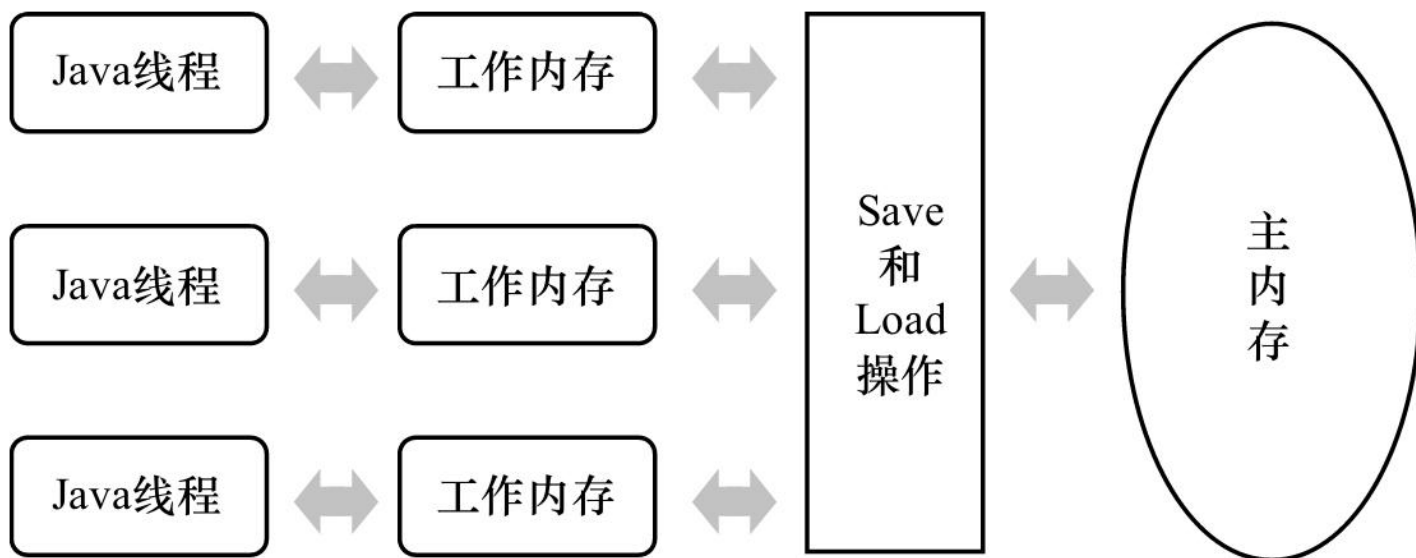 Java线程
工作内存
Java线程
工作内存
Java线程
工作内存
Save
和
Load
操作
主
内
存